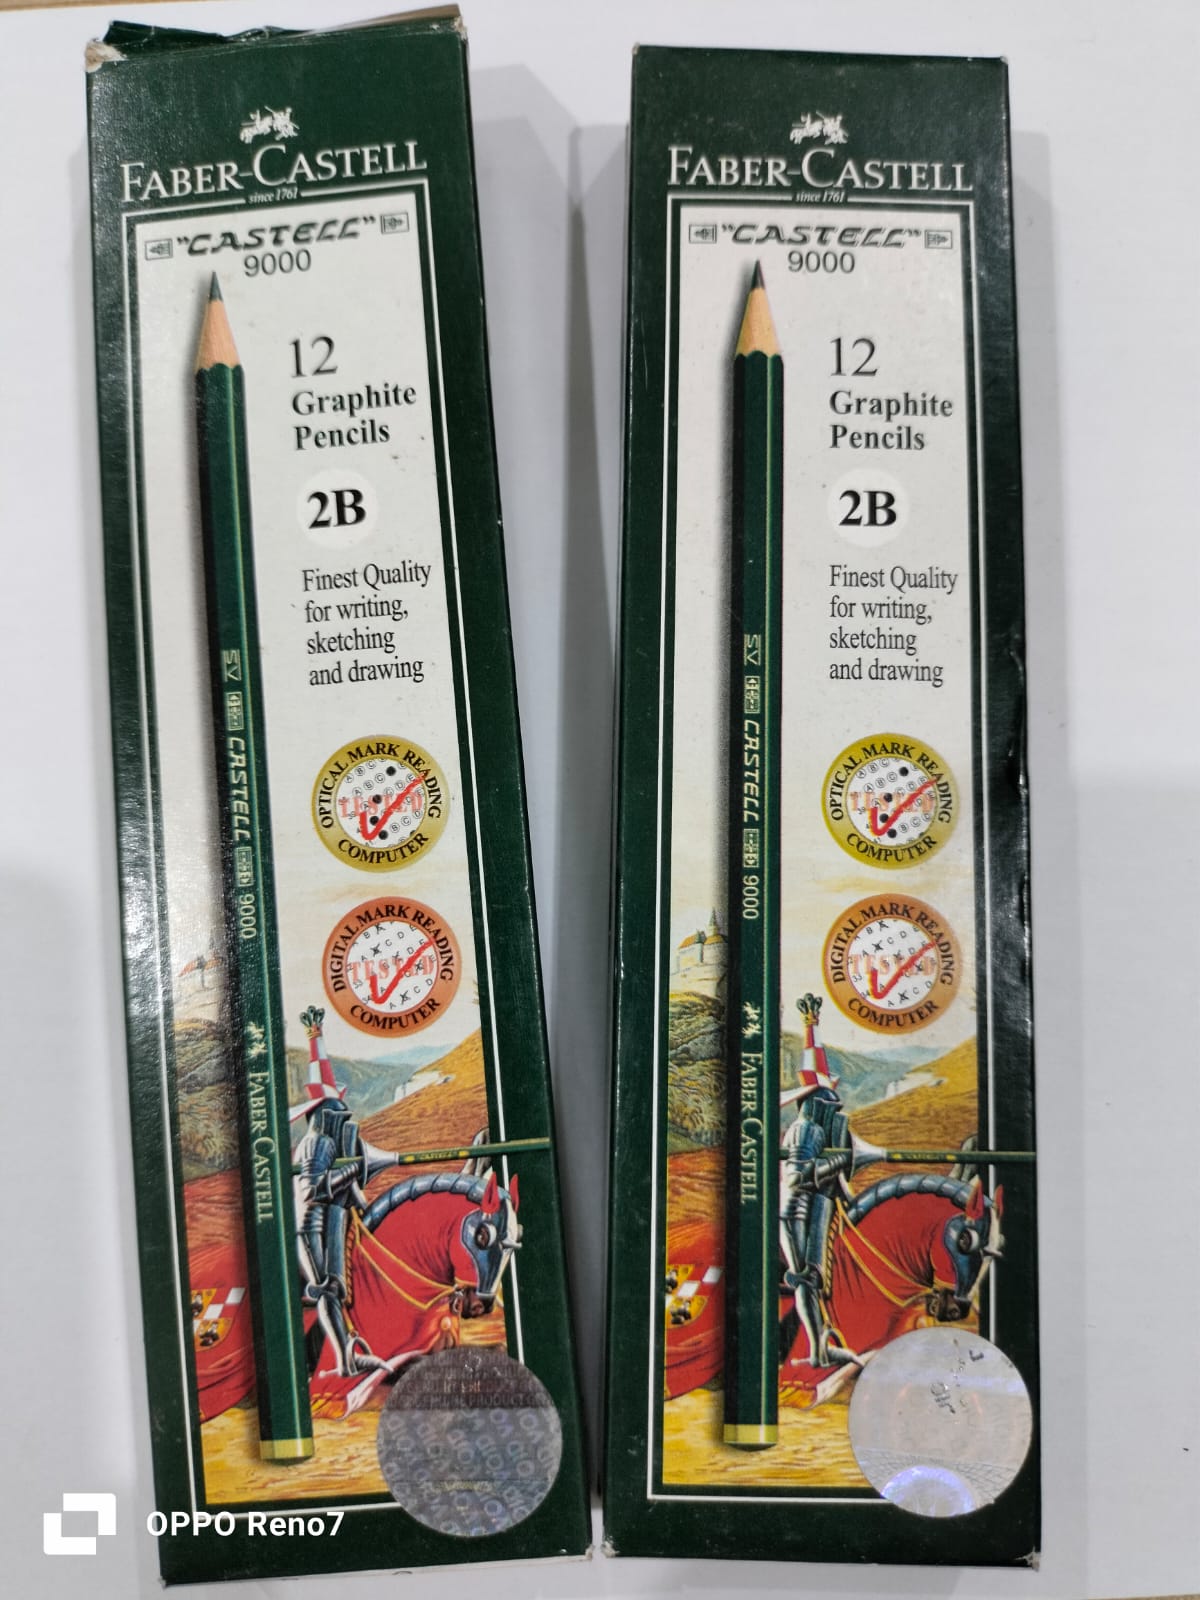 FABER-CASTELL
since 1761
"CASTELL"
9000
12
Graphite
Pencils
2B
Finest Quality
for writing,
sketching
and drawing
OPTICAL MARK READING
TESTED
COMPUTER
DIGITAL MARK READING
TESTED
COMPUTER
CASTELL 9000
FABER-CASTELL
FABER-CASTELL
since 1761
"CASTELL"
9000
12
Graphite
Pencils
2B
Finest Quality
for writing,
sketching
and drawing
OPTICAL MARK READING
TESTED
COMPUTER
DIGITAL MARK READING
TESTED
COMPUTER
CASTELL 9000
FABER-CASTELL
OPPO Reno7